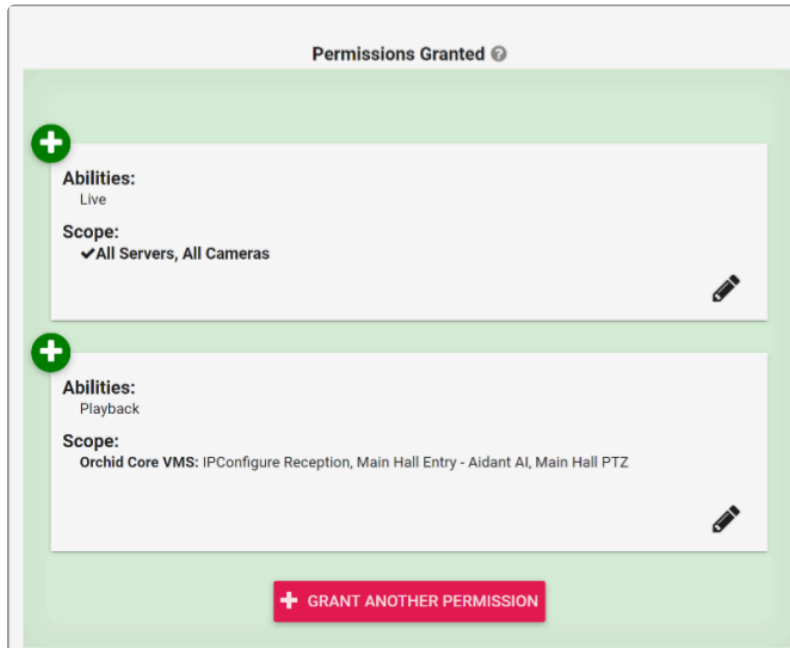 Permissions Granted
Abilities:
Live
Scope:
All Servers, All Cameras
Abilities:
Playback
Scope:
Orchid Core VMS: IPConfigure Reception, Main Hall Entry - Aidant AI, Main Hall PTZ
GRANT ANOTHER PERMISSION